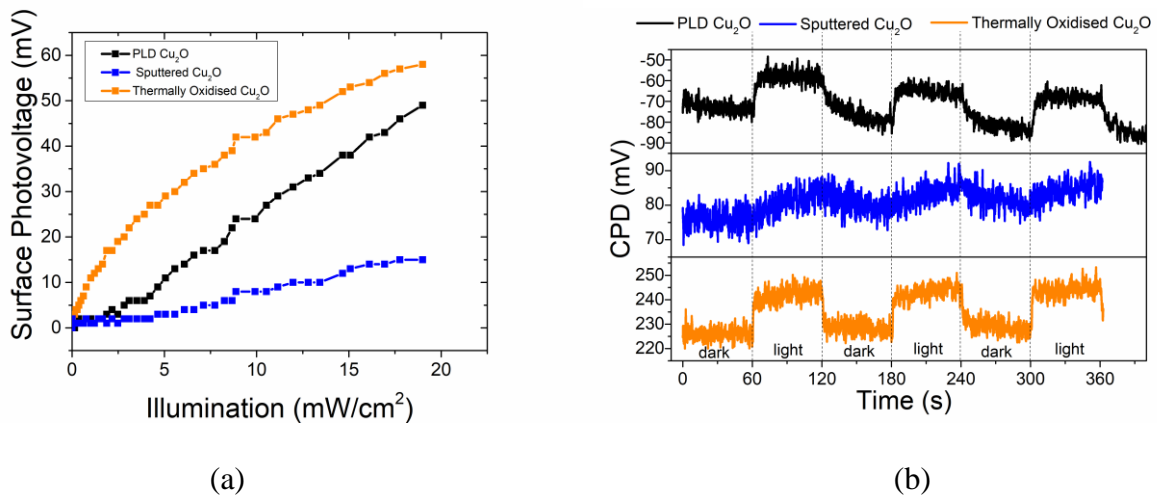 PLD Cu₂O
Sputtered Cu₂O
Thermally Oxidised Cu₂O
Surface Photovoltage (mV)
60
50
40
30
20
10
0
0 5 10 15 20
Illumination (mW/cm²)
(a)
PLD Cu₂O Sputtered Cu₂O Thermally Oxidised Cu₂O
CPD (mV)
-50
-60
-70
-80
-90
90
80
70
250
240
230
220
dark light dark light dark light
0 60 120 180 240 300 360
Time (s)
(b)